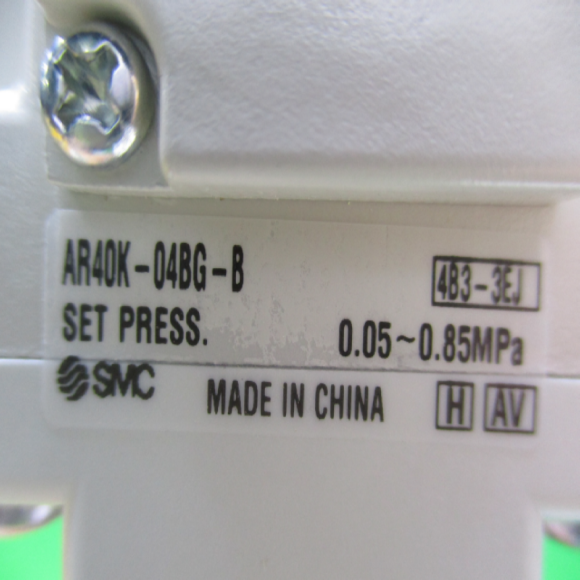 AR40K-04BG-B 4B3-3EJ
SET PRESS. 0.05~0.85MPa
SMC MADE IN CHINA H AV